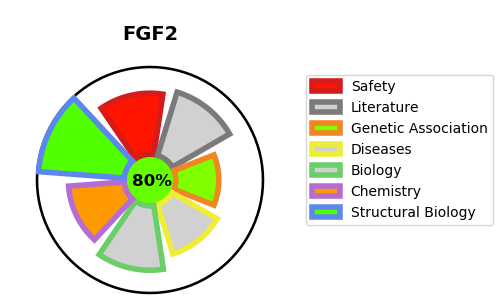 FGF2
80%
Safety
Literature
Genetic Association
Diseases
Biology
Chemistry
Structural Biology